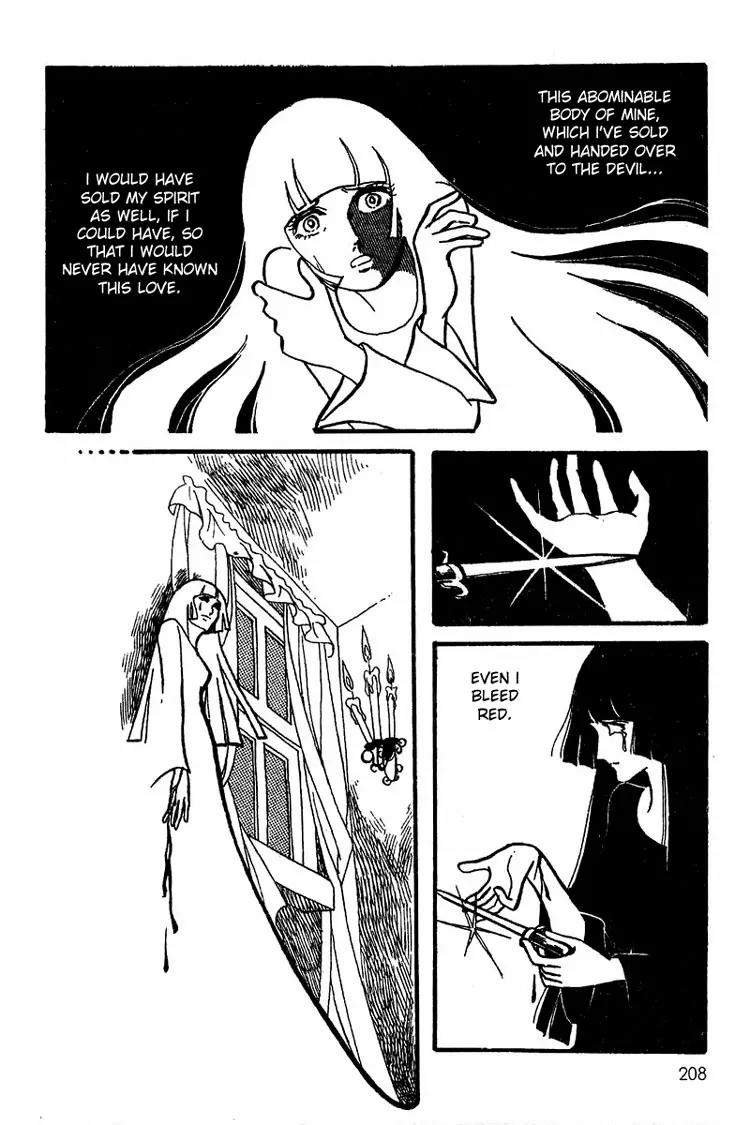 THIS ABOMINABLE
BODY OF MINE,
WHICH I'VE SOLD
AND HANDED OVER
TO THE DEVIL...
I WOULD HAVE
SOLD MY SPIRIT
AS WELL, IF I
COULD HAVE, SO
THAT I WOULD
NEVER HAVE KNOWN
THIS LOVE.
EVEN I
BLEED
RED.
208